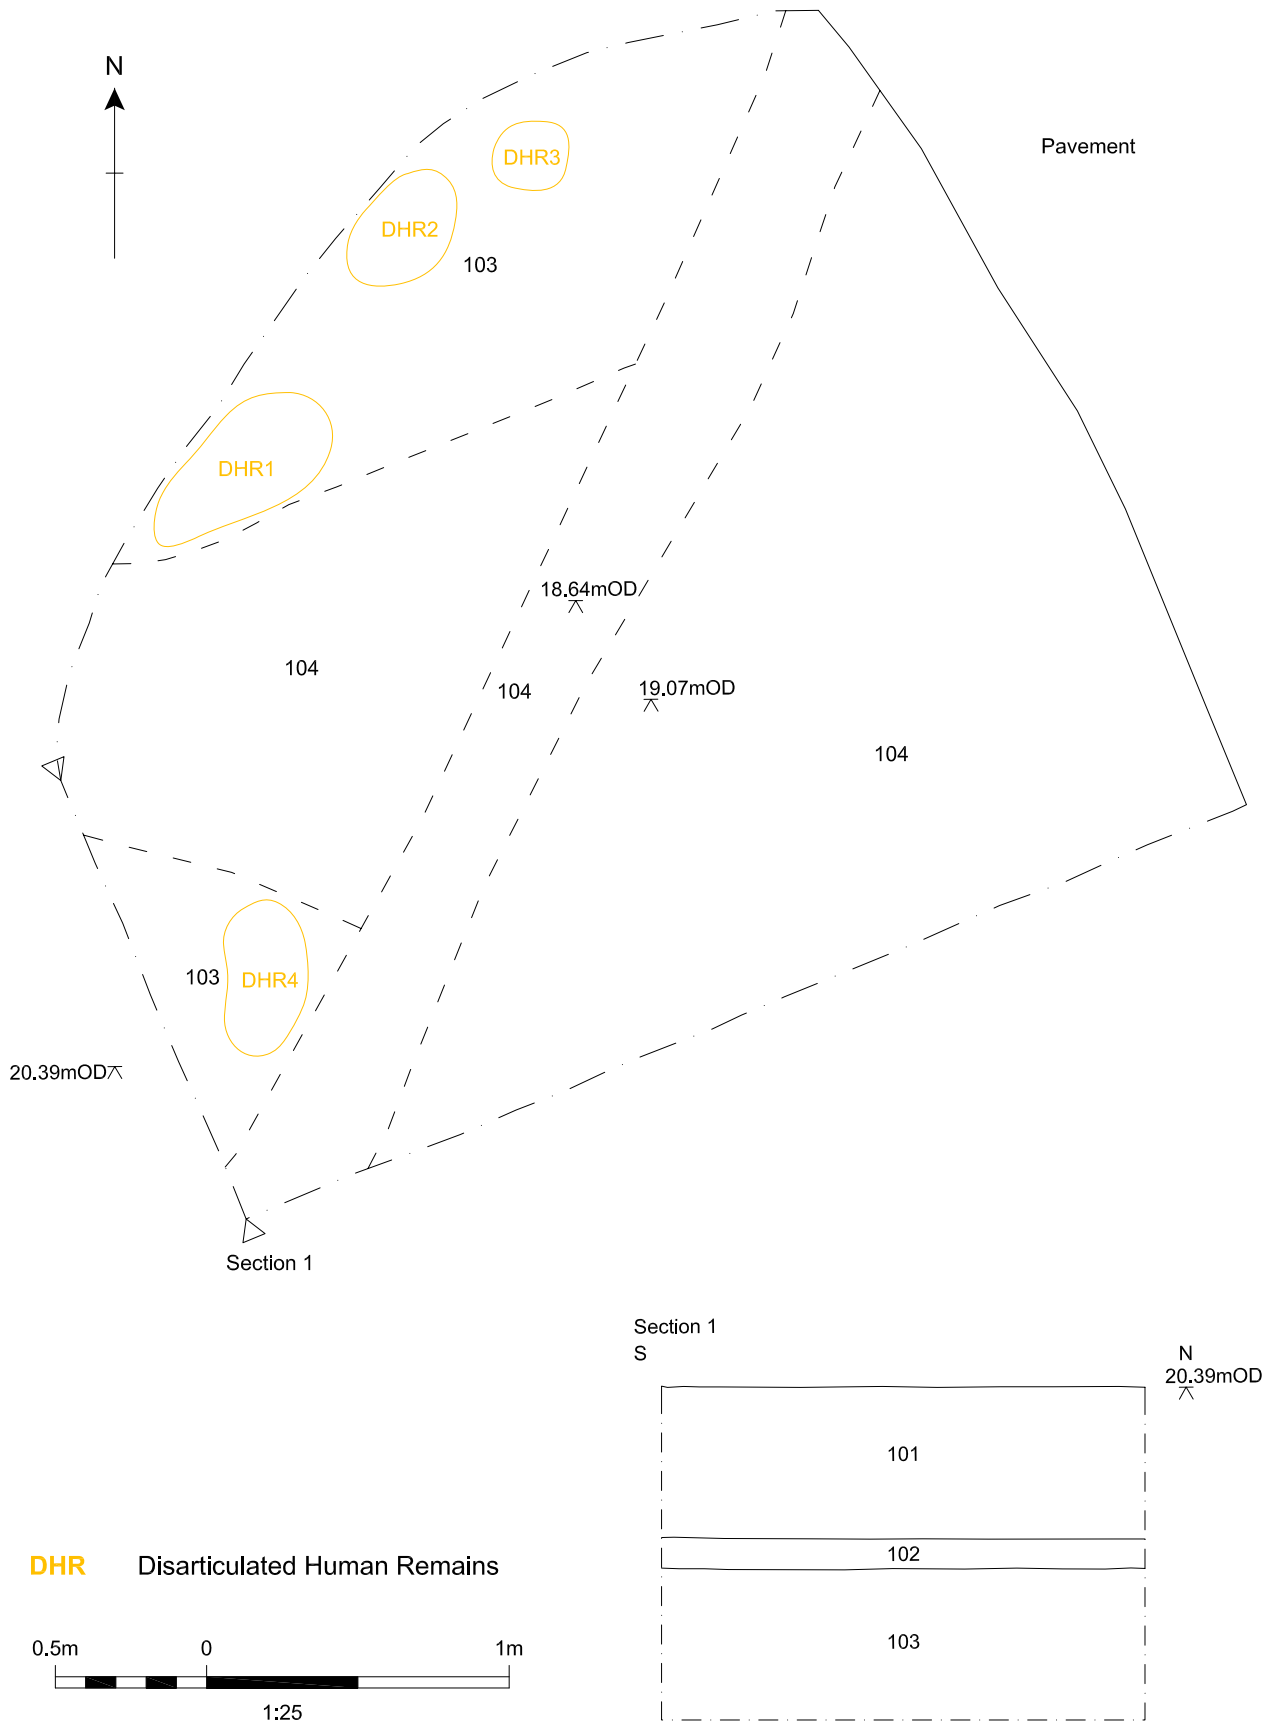 N
Pavement
DHR3
DHR2
103
DHR1
18.64mOD
104
104
19.07mOD
104
103
DHR4
20.39mOD
Section 1
Section 1
S
N
20.39mOD
101
102
103
DHR Disarticulated Human Remains
0.5m 0 1m
1:25